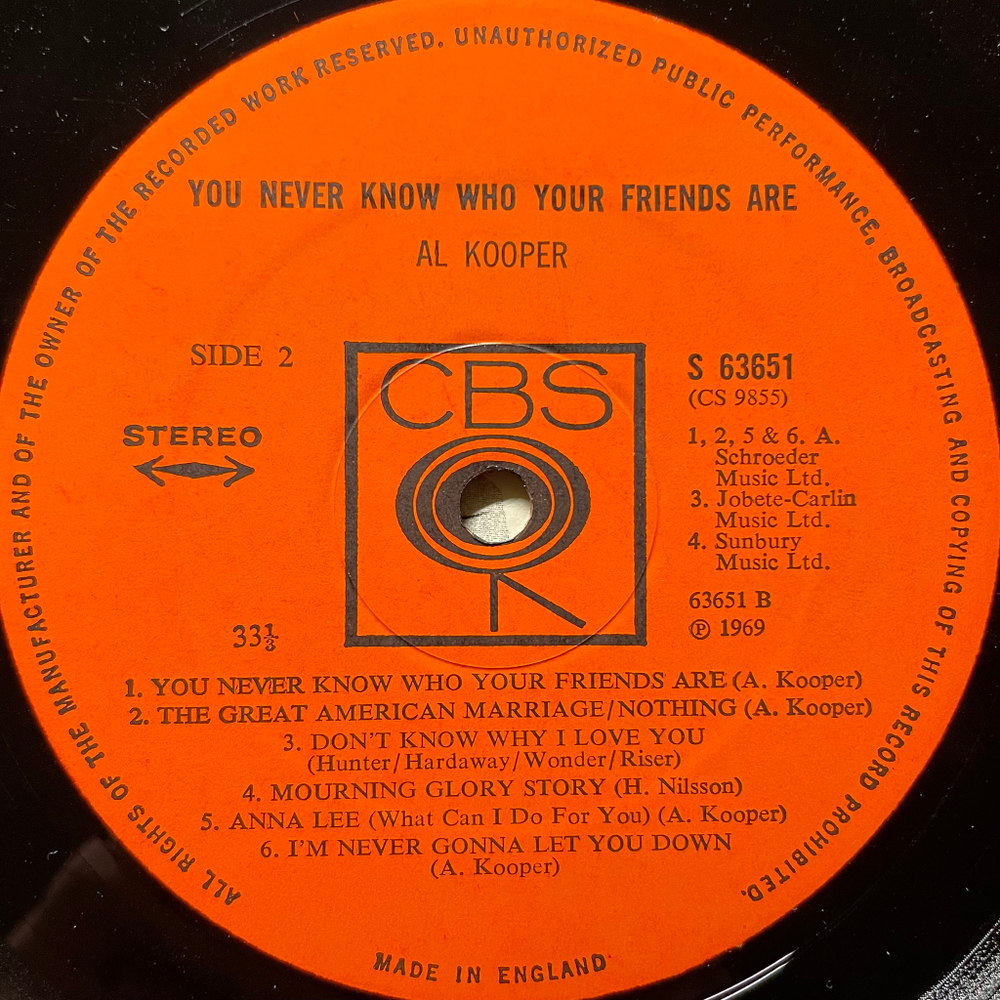 ALL RIGHTS OF THE MANUFACTURER AND OF THE OWNER OF THE RECORDED WORK RESERVED. UNAUTHORIZED PUBLIC PERFORMANCE, BROADCASTING AND COPYING OF THIS RECORD PROHIBITED.
YOU NEVER KNOW WHO YOUR FRIENDS ARE
AL KOOPER
SIDE 2
STEREO
33⅓
CBS
S 63651
(CS 9855)
1, 2, 5 & 6. A.
Schroeder
Music Ltd.
3. Jobete-Carlin
Music Ltd.
4. Sunbury
Music Ltd.
63651 B
℗ 1969
1. YOU NEVER KNOW WHO YOUR FRIENDS ARE (A. Kooper)
2. THE GREAT AMERICAN MARRIAGE/NOTHING (A. Kooper)
3. DON'T KNOW WHY I LOVE YOU
(Hunter/Hardaway/Wonder/Riser)
4. MOURNING GLORY STORY (H. Nilsson)
5. ANNA LEE (What Can I Do For You) (A. Kooper)
6. I'M NEVER GONNA LET YOU DOWN
(A. Kooper)
MADE IN ENGLAND